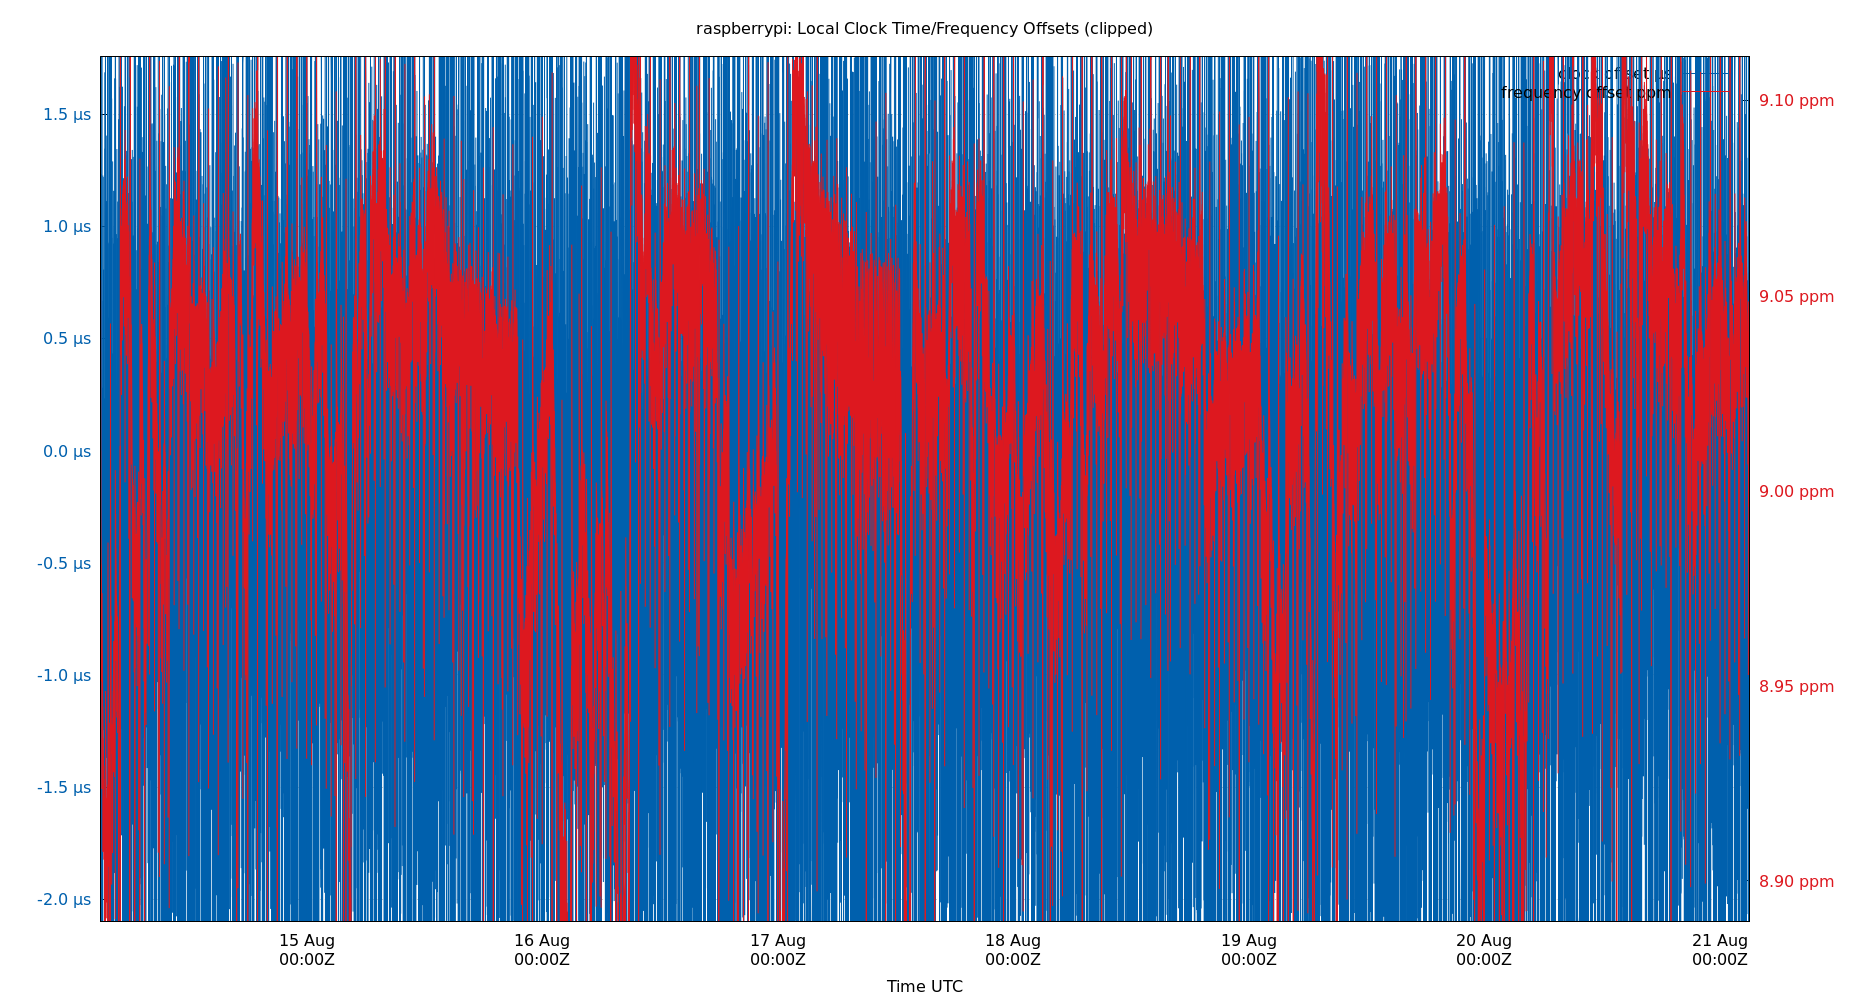 raspberrypi: Local Clock Time/Frequency Offsets (clipped)
clock offset µs
frequency offset ppm
1.5 µs
1.0 µs
0.5 µs
0.0 µs
-0.5 µs
-1.0 µs
-1.5 µs
-2.0 µs
9.10 ppm
9.05 ppm
9.00 ppm
8.95 ppm
8.90 ppm
15 Aug 16 Aug 17 Aug 18 Aug 19 Aug 20 Aug 21 Aug
00:00Z 00:00Z 00:00Z 00:00Z 00:00Z 00:00Z 00:00Z
Time UTC